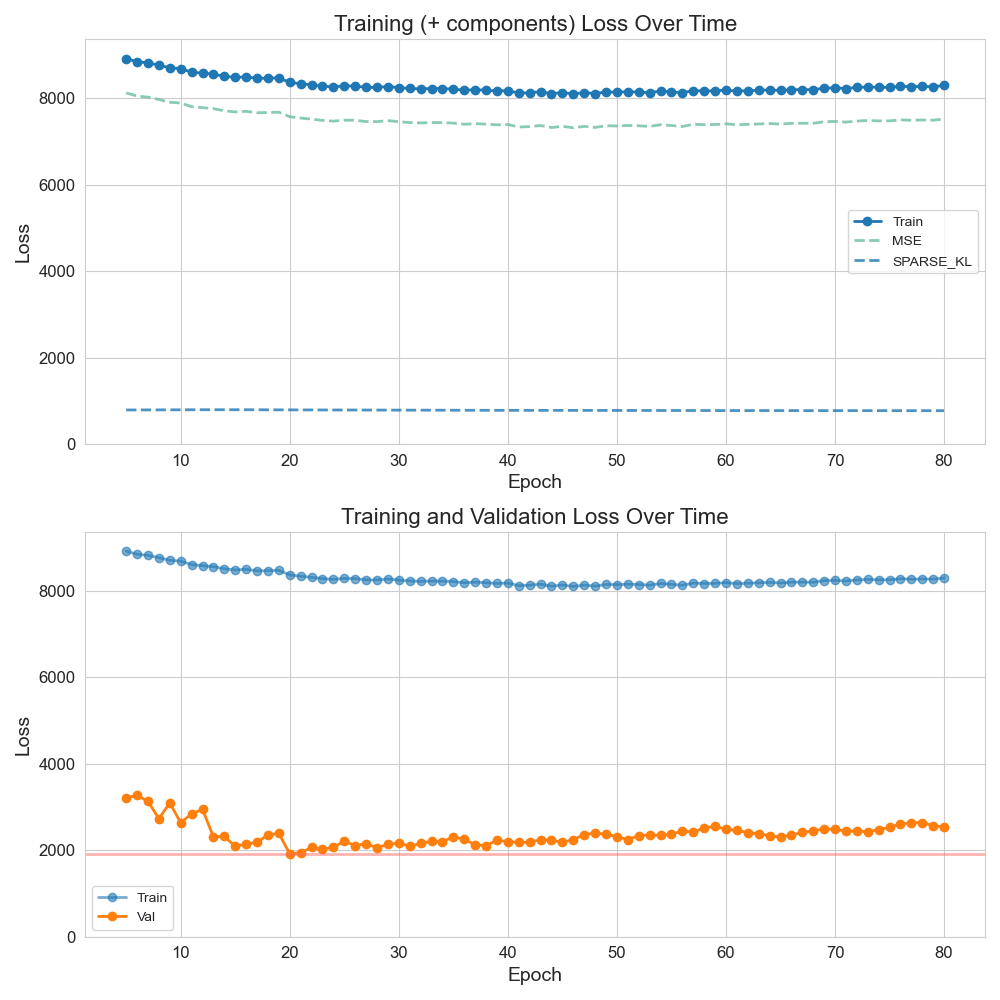 Training (+ components) Loss Over Time
8000
6000
4000
2000
0
Loss
Train
MSE
SPARSE_KL
10 20 30 40 50 60 70 80
Epoch
Training and Validation Loss Over Time
8000
6000
4000
2000
0
Loss
Train
Val
10 20 30 40 50 60 70 80
Epoch